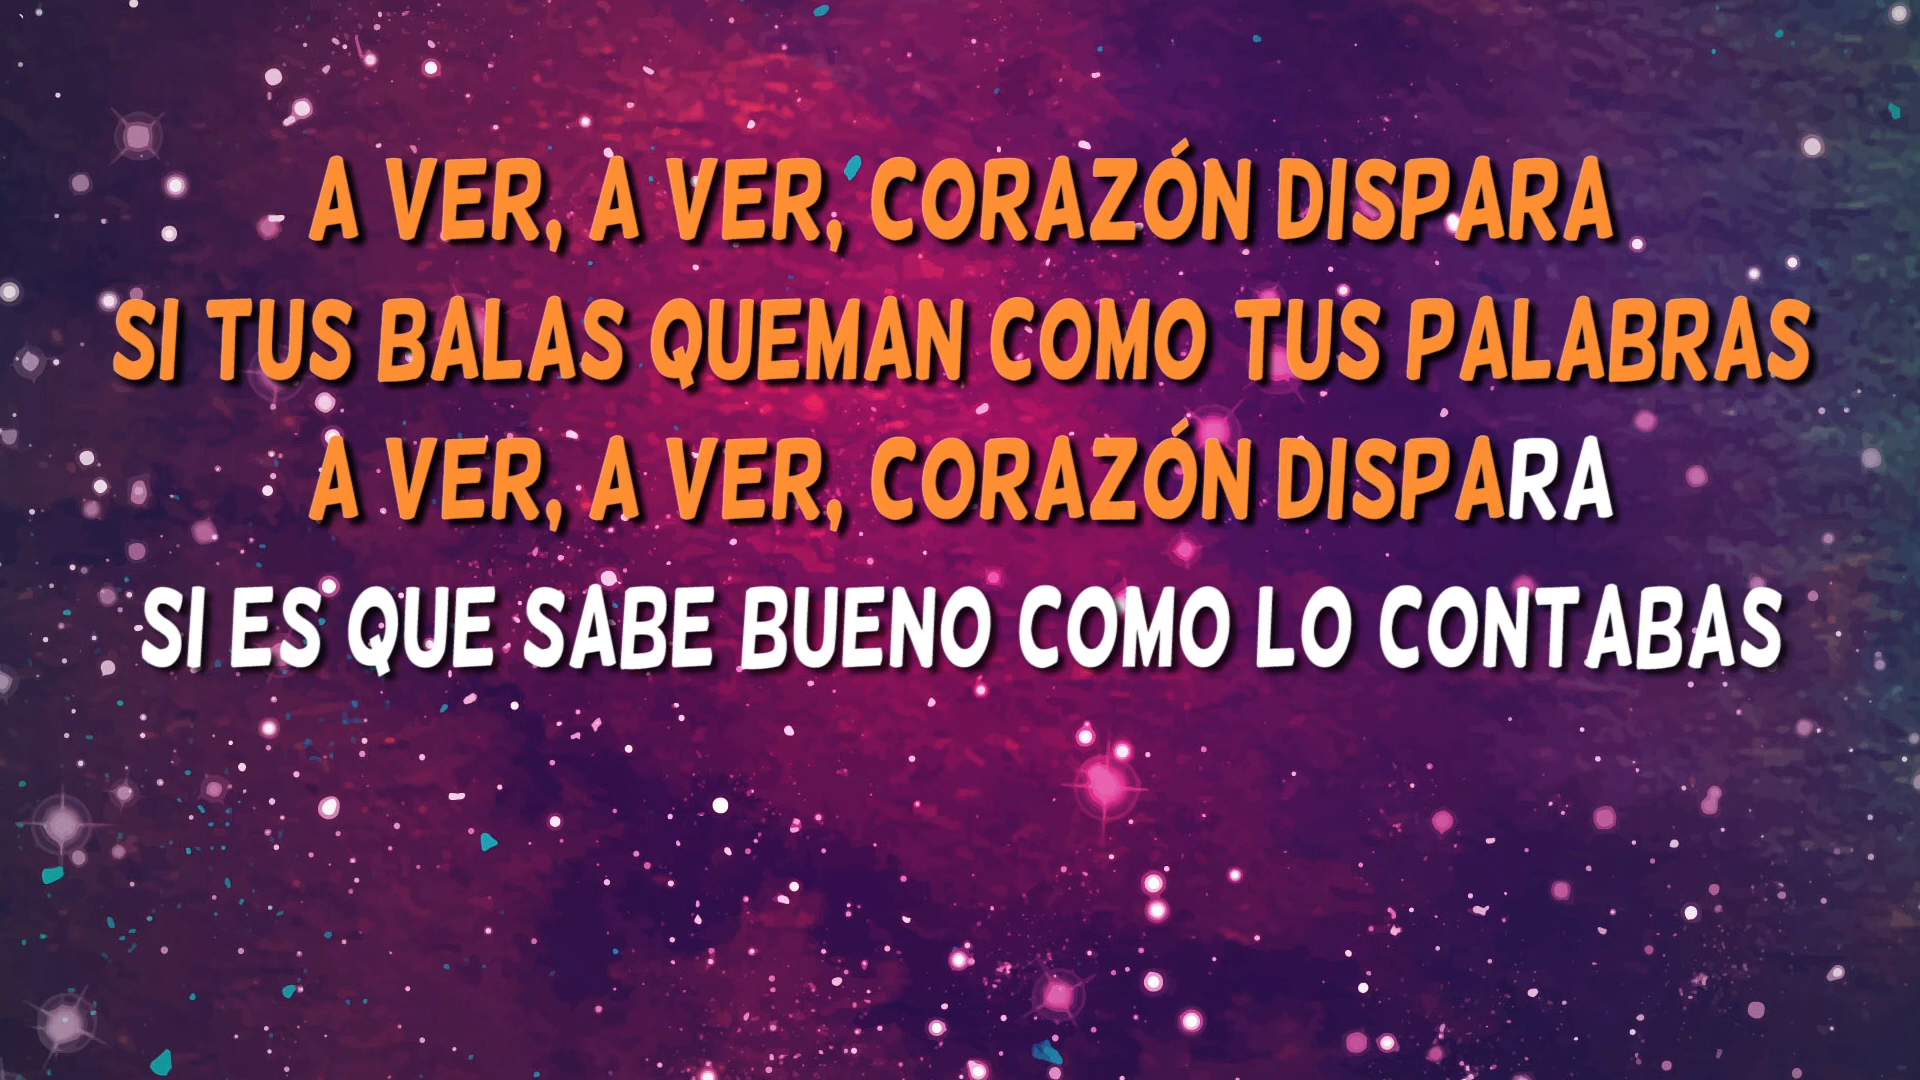 A VER, A VER, CORAZÓN DISPARA
SI TUS BALAS QUEMAN COMO TUS PALABRAS
A VER, A VER, CORAZÓN DISPARA
SI ES QUE SABE BUENO COMO LO CONTABAS